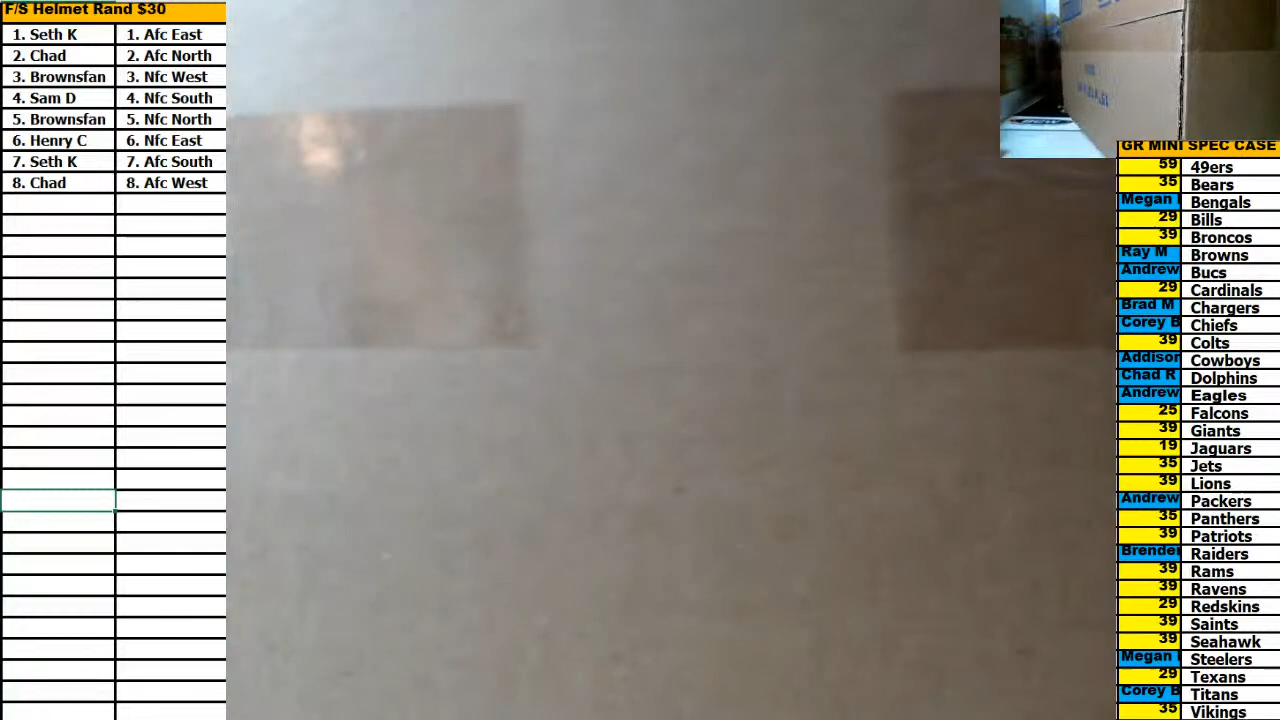 F/S Helmet Rand $30
1. Seth K 1. Afc East
2. Chad 2. Afc North
3. Brownsfan 3. Nfc West
4. Sam D 4. Nfc South
5. Brownsfan 5. Nfc North
6. Henry C 6. Nfc East
7. Seth K 7. Afc South
8. Chad 8. Afc West
GR MINI SPEC CASE
59 49ers
35 Bears
Megan Bengals
29 Bills
39 Broncos
Ray M Browns
Andrew Bucs
29 Cardinals
Brad M Chargers
Corey B Chiefs
39 Colts
Addison Cowboys
Chad R Dolphins
Andrew Eagles
25 Falcons
39 Giants
19 Jaguars
35 Jets
39 Lions
Andrew Packers
35 Panthers
39 Patriots
Brende Raiders
39 Rams
39 Ravens
29 Redskins
39 Saints
39 Seahawk
Megan Steelers
29 Texans
Corey B Titans
35 Vikings